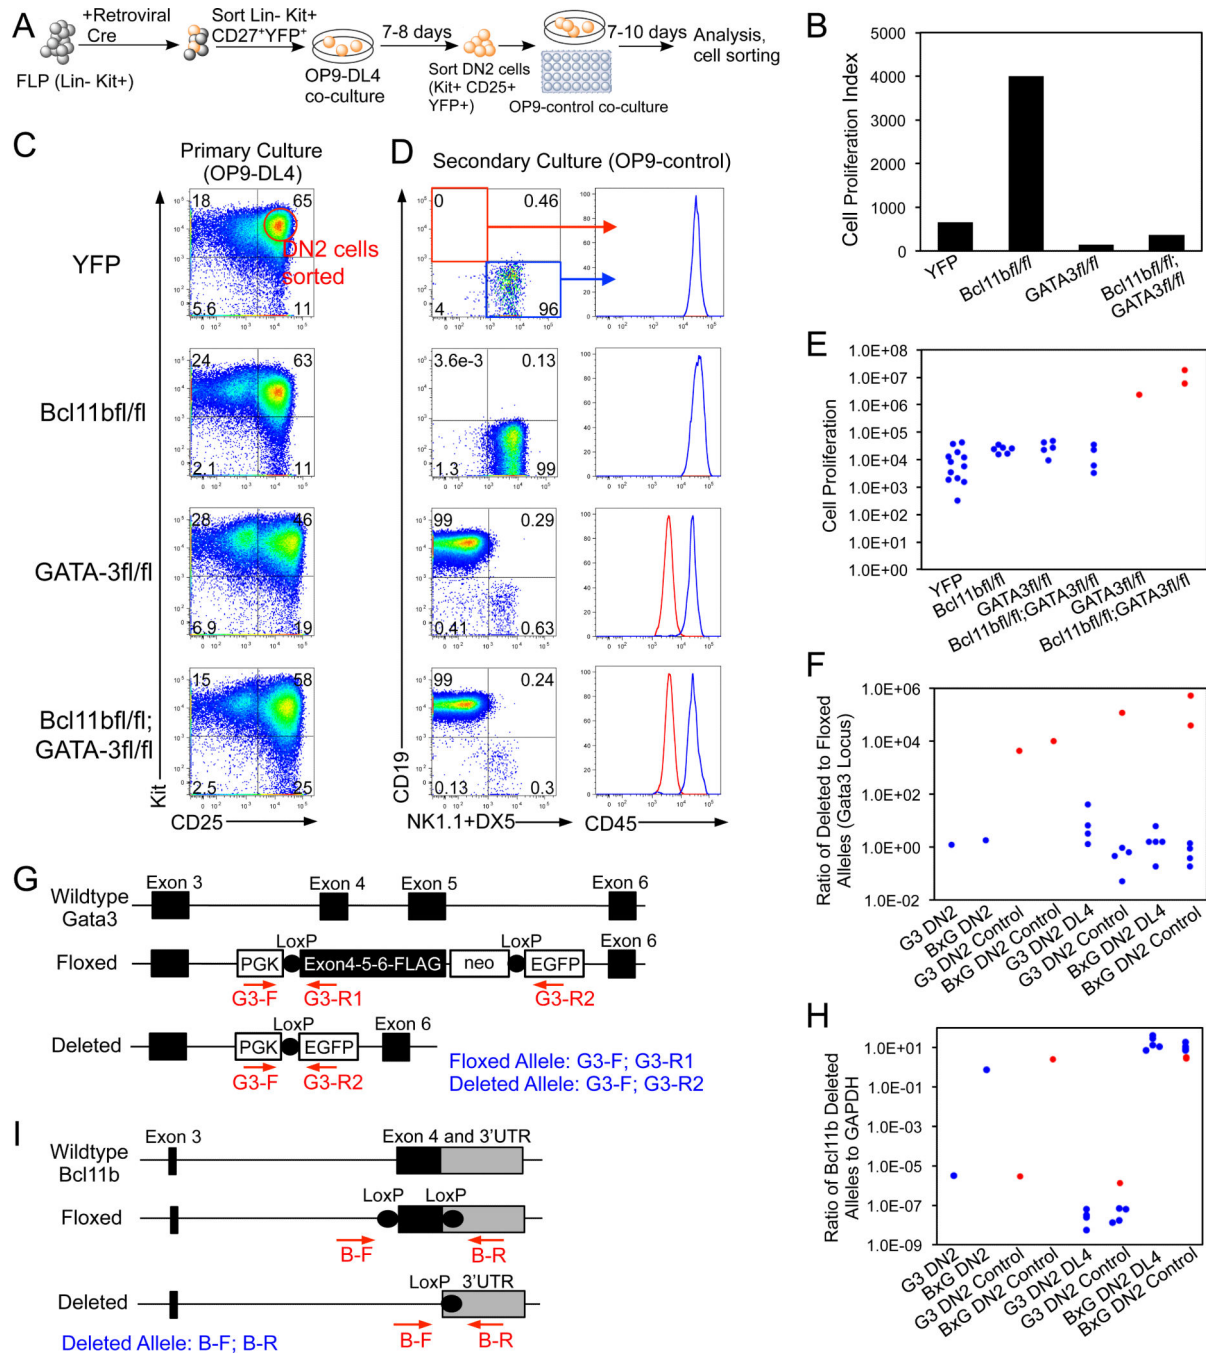 A
+Retroviral
Cre
FLP (Lin- Kit+)
Sort Lin- Kit+
CD27+YFP+
OP9-DL4
co-culture
7-8 days
Sort DN2 cells
(Kit+ CD25+
YFP+)
OP9-control co-culture
7-10 days
Analysis,
cell sorting
B
Cell Proliferation Index
5000
4000
3000
2000
1000
0
YFP
Bcl11bfl/fl
GATA3fl/fl
Bcl11bfl/fl;
GATA3fl/fl
C
Primary Culture
(OP9-DL4)
YFP
18
65
DN2 cells
sorted
5.6
11
Bcl11bfl/fl
24
63
2.1
11
GATA-3fl/fl
28
46
6.9
19
Bcl11bfl/fl;
GATA-3fl/fl
15
58
2.5
25
Kit
CD25
D
Secondary Culture (OP9-control)
0
0.46
4
96
3.6e-3
0.13
1.3
99
99
0.29
0.41
0.63
99
0.24
0.13
0.3
CD19
NK1.1+DX5
CD45
E
Cell Proliferation
1.0E+08
1.0E+07
1.0E+06
1.0E+05
1.0E+04
1.0E+03
1.0E+02
1.0E+01
1.0E+00
YFP
Bcl11bfl/fl
GATA3fl/fl
Bcl11bfl/fl;GATA3fl/fl
GATA3fl/fl
Bcl11bfl/fl;GATA3fl/fl
F
Ratio of Deleted to Floxed
Alleles (Gata3 Locus)
1.0E+06
1.0E+04
1.0E+02
1.0E+00
1.0E-02
G3 DN2
BxG DN2
G3 DN2 Control
BxG DN2 Control
G3 DN2 DL4
G3 DN2 Control
BxG DN2 DL4
BxG DN2 Control
G
Wildtype
Gata3
Exon 3
Exon 4
Exon 5
Exon 6
Floxed
PGK
LoxP
Exon4-5-6-FLAG
neo
LoxP
EGFP
Exon 6
G3-F
G3-R1
G3-R2
Deleted
PGK
LoxP
EGFP
Exon 6
G3-F
G3-R2
Floxed Allele: G3-F; G3-R1
Deleted Allele: G3-F; G3-R2
H
Ratio of Bcl11b Deleted
Alleles to GAPDH
1.0E+01
1.0E-01
1.0E-03
1.0E-05
1.0E-07
1.0E-09
G3 DN2
BxG DN2
G3 DN2 Control
BxG DN2 Control
G3 DN2 DL4
G3 DN2 Control
BxG DN2 DL4
BxG DN2 Control
I
Wildtype
Bcl11b
Exon 3
Exon 4 and 3'UTR
Floxed
LoxP
LoxP
B-F
B-R
Deleted
LoxP
3'UTR
B-F
B-R
Deleted Allele: B-F; B-R